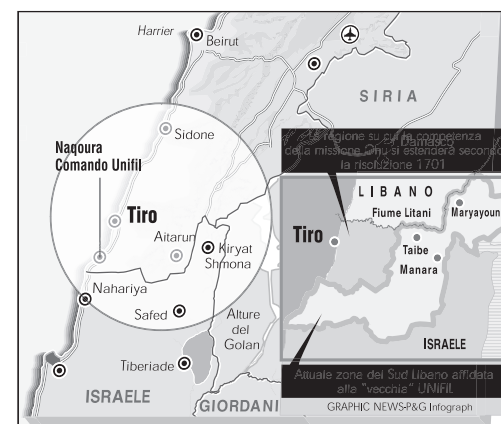 Harrier
Beirut
SIRIA
Sidone
Damasco
Naqoura
Comando Unifil
Tiro
Aitarun
Kiryat
Shmona
Nahariya
Safed
Alture
del
Golan
Tiberiade
ISRAELE
GIORDANI
la regione su cui la competenza
della missione Onu si estenderà secondo
la risoluzione 1701
LIBANO
Fiume Litani
Maryayoun
Tiro
Taibe
Manara
ISRAELE
Attuale zona del Sud Libano affidata
alla "vecchia" UNIFIL
GRAPHIC NEWS-P&G Infograph